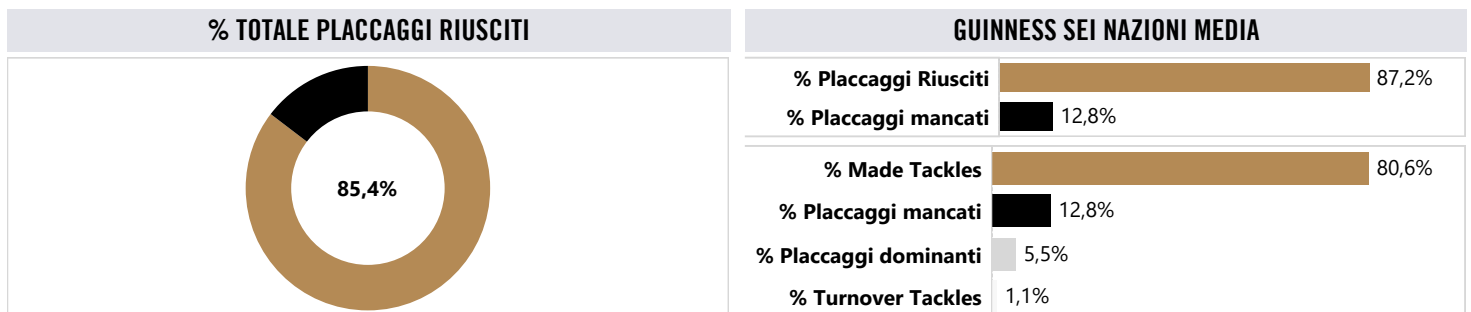 % TOTALE PLACCAGGI RIUSCITI
85,4%
GUINNESS SEI NAZIONI MEDIA
% Placcaggi Riusciti 87,2%
% Placcaggi mancati 12,8%
% Made Tackles 80,6%
% Placcaggi mancati 12,8%
% Placcaggi dominanti 5,5%
% Turnover Tackles 1,1%